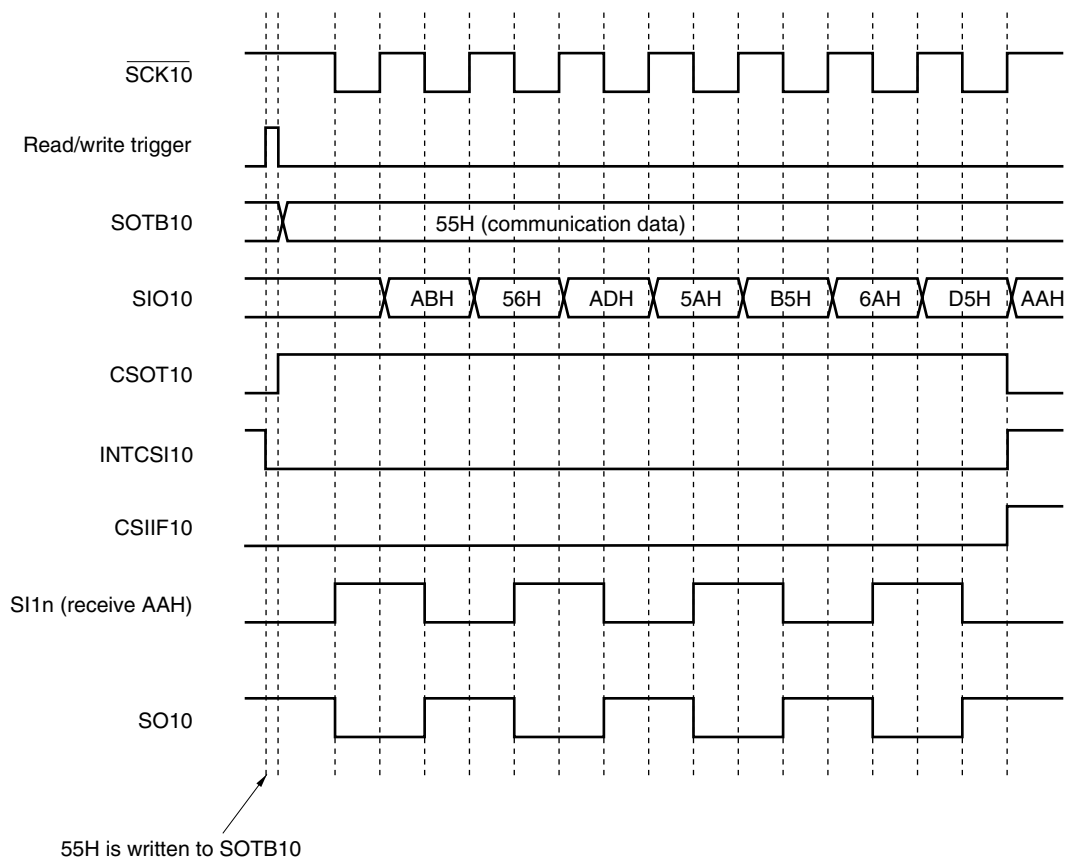 SCK10
Read/write trigger
SOTB10
55H (communication data)
SIO10
ABH 56H ADH 5AH B5H 6AH D5H AAH
CSOT10
INTCSI10
CSIIF10
SI1n (receive AAH)
SO10
55H is written to SOTB10